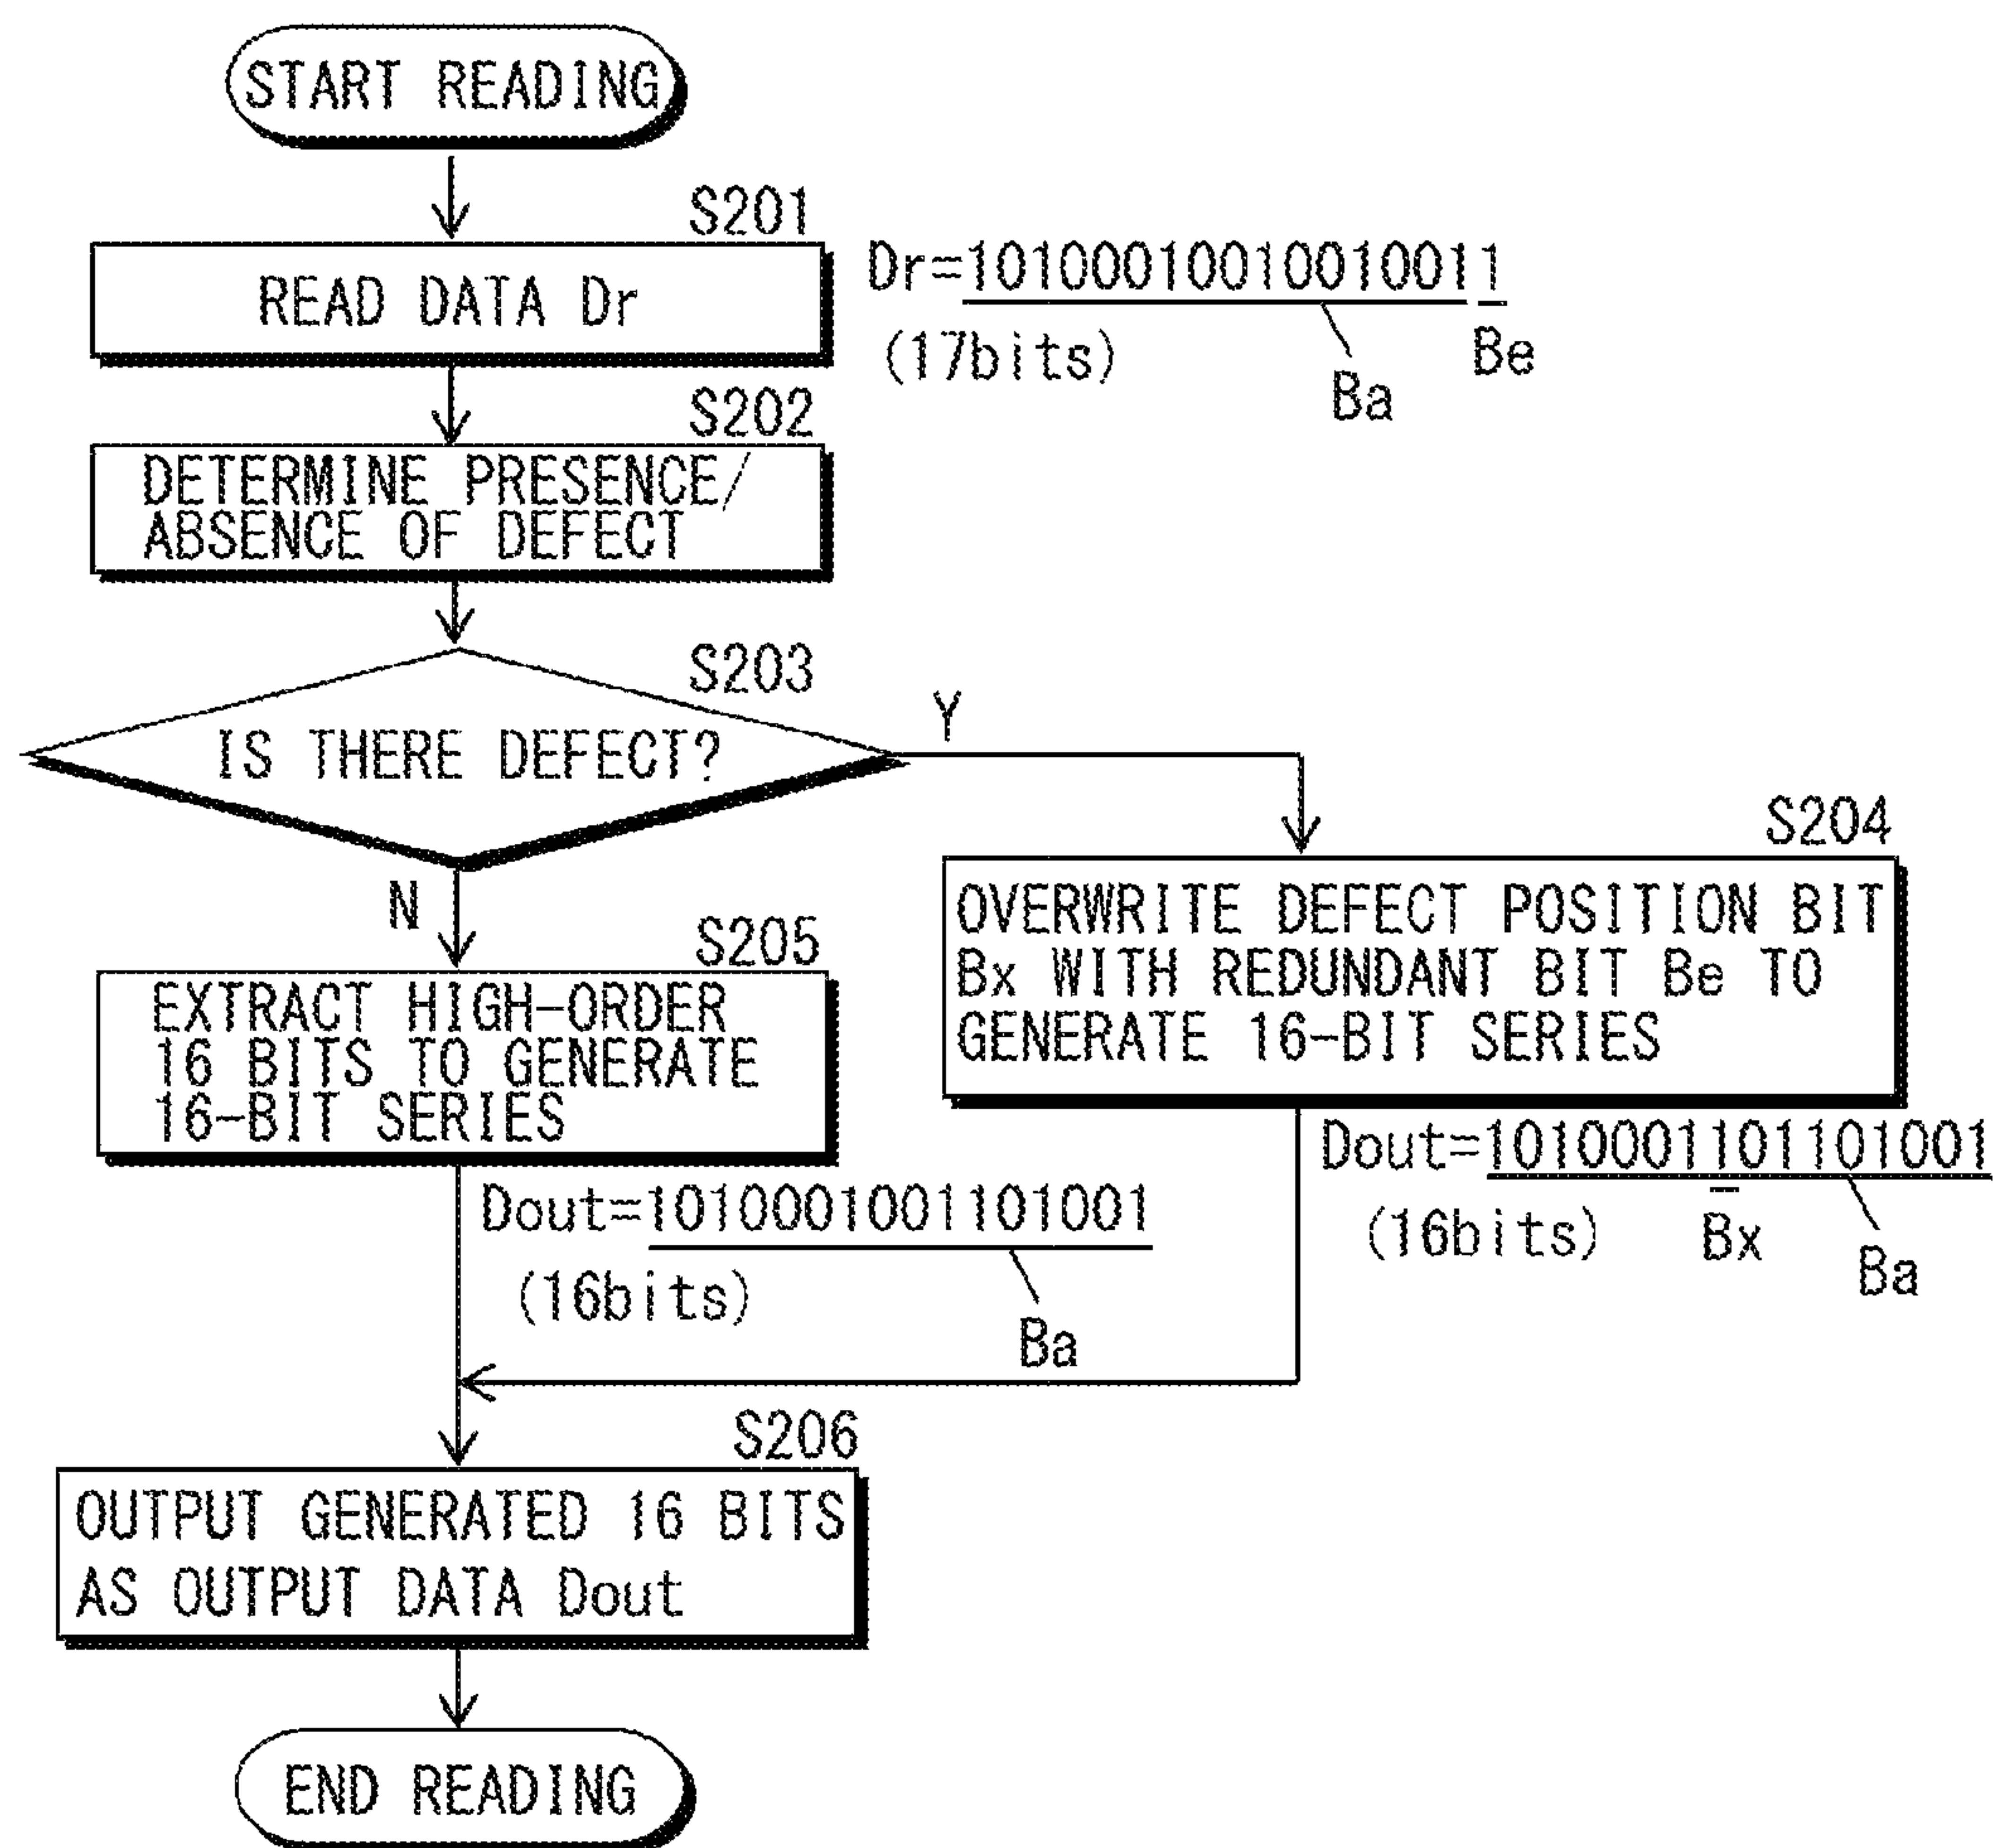 START READING
S201
READ DATA Dr
Dr=10100010010010011
(17bits)
Ba
Be
S202
DETERMINE PRESENCE/
ABSENCE OF DEFECT
S203
IS THERE DEFECT?
Y
N
S204
OVERWRITE DEFECT POSITION BIT
Bx WITH REDUNDANT BIT Be TO
GENERATE 16-BIT SERIES
Dout=1010001101101001
(16bits)
Bx
Ba
S205
EXTRACT HIGH-ORDER
16 BITS TO GENERATE
16-BIT SERIES
Dout=1010001001101001
(16bits)
Ba
S206
OUTPUT GENERATED 16 BITS
AS OUTPUT DATA Dout
END READING